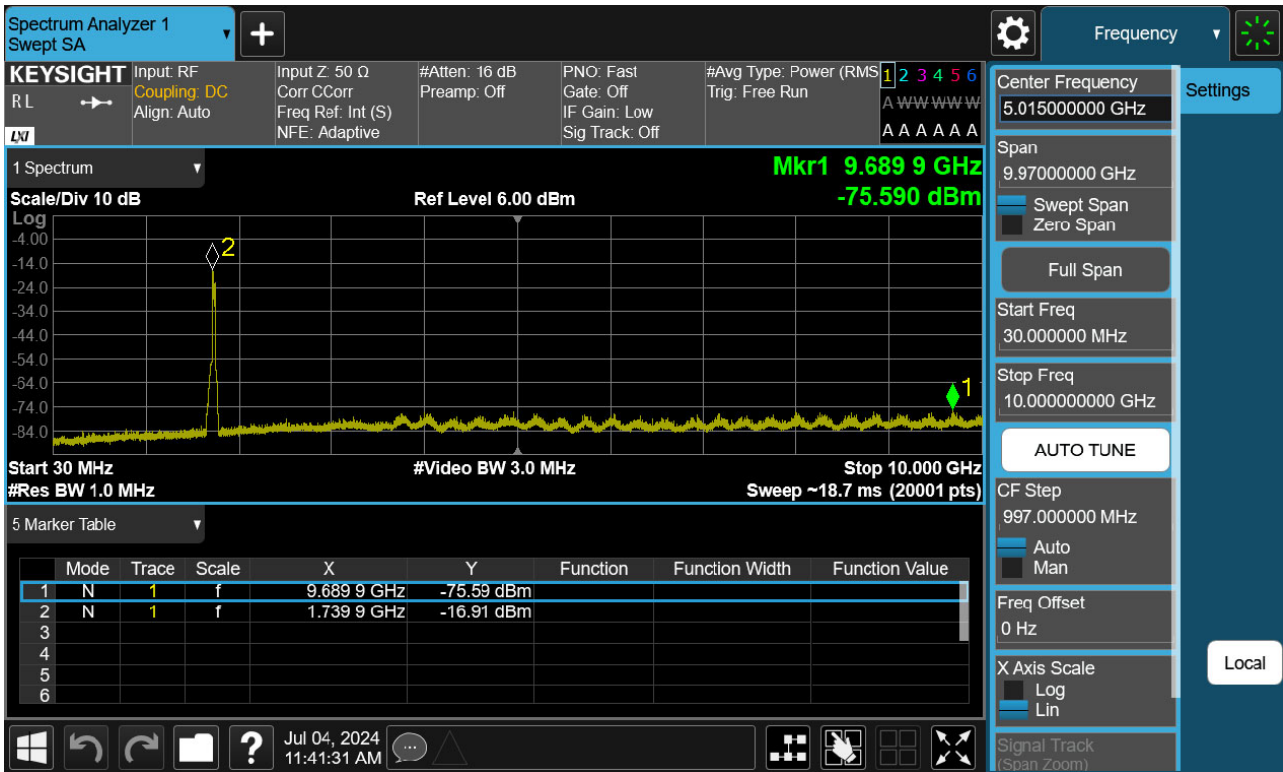 Spectrum Analyzer 1
Swept SA
Frequency
KEYSIGHT
R L
LXI
Input: RF
Coupling: DC
Align: Auto
Input Z: 50 Ω
Corr CCorr
Freq Ref: Int (S)
NFE: Adaptive
#Atten: 16 dB
Preamp: Off
PNO: Fast
Gate: Off
IF Gain: Low
Sig Track: Off
#Avg Type: Power (RMS
Trig: Free Run
1 2 3 4 5 6
A W W W W W
A A A A A A
1 Spectrum
Mkr1 9.689 9 GHz
Scale/Div 10 dB
Ref Level 6.00 dBm
-75.590 dBm
Log
-4.00
-14.0
-24.0
-34.0
-44.0
-54.0
-64.0
-74.0
-84.0
2
1
Start 30 MHz
#Video BW 3.0 MHz
Stop 10.000 GHz
#Res BW 1.0 MHz
Sweep ~18.7 ms (20001 pts)
5 Marker Table
Mode Trace Scale X Y Function Function Width Function Value
1 N 1 f 9.689 9 GHz -75.59 dBm
2 N 1 f 1.739 9 GHz -16.91 dBm
3
4
5
6
Jul 04, 2024
11:41:31 AM
Center Frequency
5.015000000 GHz
Settings
Span
9.97000000 GHz
Swept Span
Zero Span
Full Span
Start Freq
30.000000 MHz
Stop Freq
10.000000000 GHz
AUTO TUNE
CF Step
997.000000 MHz
Auto
Man
Freq Offset
0 Hz
X Axis Scale
Log
Lin
Local
Signal Track
(Span Zoom)